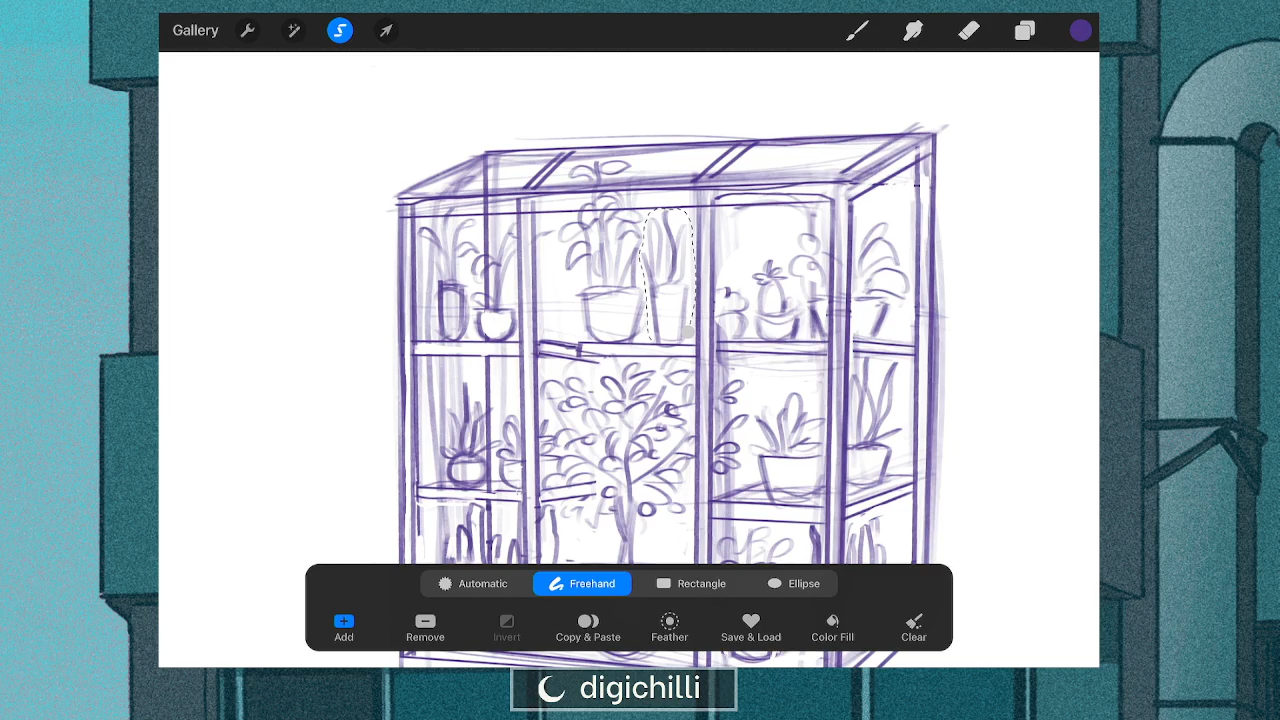 Gallery
Automatic Freehand Rectangle Ellipse
Add Remove Invert Copy & Paste Feather Save & Load Color Fill Clear
digichilli